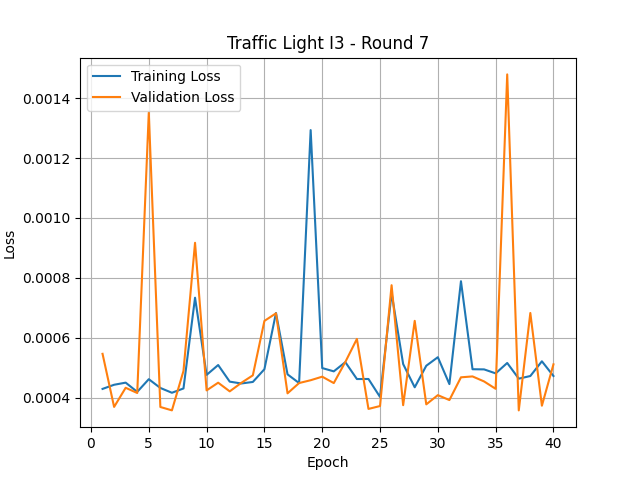 Traffic Light I3 - Round 7
Training Loss
Validation Loss
0.0014
0.0012
0.0010
0.0008
0.0006
0.0004
Loss
0 5 10 15 20 25 30 35 40
Epoch